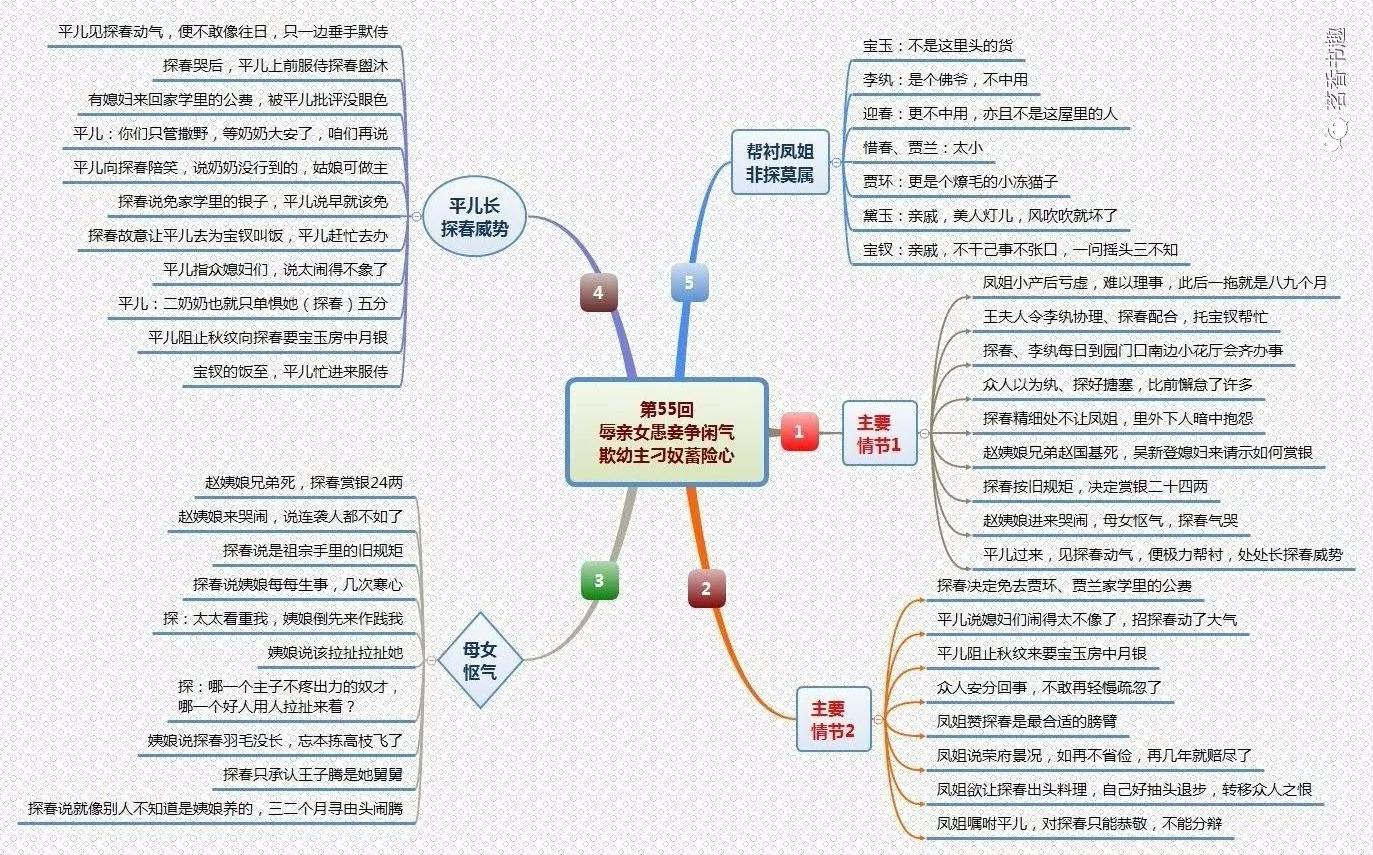 第55回
辱亲女愚妾争闲气
欺幼主刁奴蓄险心
1
主要
情节1
凤姐小产后亏虚，难以理事，此后一拖就是八九个月
王夫人令李纨协理、探春配合，托宝钗帮忙
探春、李纨每日到园门口南边小花厅会齐办事
众人以为纨、探好搪塞，比前懈怠了许多
探春精细处不让凤姐，里外下人暗中抱怨
赵姨娘兄弟赵国基死，吴新登媳妇来请示如何赏银
探春按旧规矩，决定赏银二十四两
赵姨娘进来哭闹，母女怄气，探春气哭
平儿过来，见探春动气，便极力帮衬，处处长探春威势
2
主要
情节2
探春决定免去贾环、贾兰家学里的公费
平儿说媳妇们闹得太不像了，招探春动了大气
平儿阻止秋纹来要宝玉房中月银
众人安分回事，不敢再轻慢疏忽了
凤姐赞探春是最合适的膀臂
凤姐说荣府景况，如再不省俭，再几年就赔尽了
凤姐欲让探春出头料理，自己好抽头退步，转移众人之恨
凤姐嘱咐平儿，对探春只能恭敬，不能分辩
3
母女
怄气
赵姨娘兄弟死，探春赏银24两
赵姨娘来哭闹，说连袭人都不如了
探春说是祖宗手里的旧规矩
探春说姨娘每每生事，几次寒心
探：太太看重我，姨娘倒先来作践我
姨娘说该拉扯拉扯她
探：哪一个主子不疼出力的奴才，
哪一个好人用人拉扯来着？
姨娘说探春羽毛没长，忘本拣高枝飞了
探春只承认王子腾是她舅舅
探春说就像别人不知道是姨娘养的，三二个月寻由头闹腾
4
平儿长
探春威势
平儿见探春动气，便不敢像往日，只一边垂手默侍
探春哭后，平儿上前服侍探春盥沐
有媳妇来回家学里的公费，被平儿批评没眼色
平儿：你们只管撒野，等奶奶大安了，咱们再说
平儿向探春陪笑，说奶奶没行到的，姑娘可做主
探春说免家学里的银子，平儿说早就该免
探春故意让平儿去为宝钗叫饭，平儿赶忙去办
平儿指众媳妇们，说太闹得不象了
平儿：二奶奶也就只单惧她（探春）五分
平儿阻止秋纹向探春要宝玉房中月银
宝钗的饭至，平儿忙进来服侍
5
帮衬凤姐
非探莫属
宝玉：不是这里头的货
李纨：是个佛爷，不中用
迎春：更不中用，亦且不是这屋里的人
惜春、贾兰：太小
贾环：更是个燎毛的小冻猫子
黛玉：亲戚，美人灯儿，风吹吹就坏了
宝钗：亲戚，不干己事不张口，一问摇头三不知
茗香书趣